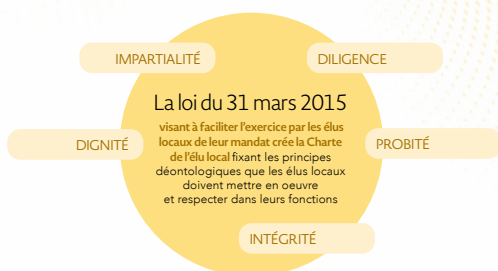 IMPARTIALITÉ
DILIGENCE
La loi du 31 mars 2015
visant à faciliter l'exercice par les élus
locaux de leur mandat crée la Charte
de l'élu local fixant les principes
déontologiques que les élus locaux
doivent mettre en oeuvre
et respecter dans leurs fonctions
DIGNITÉ
PROBITÉ
INTÉGRITÉ